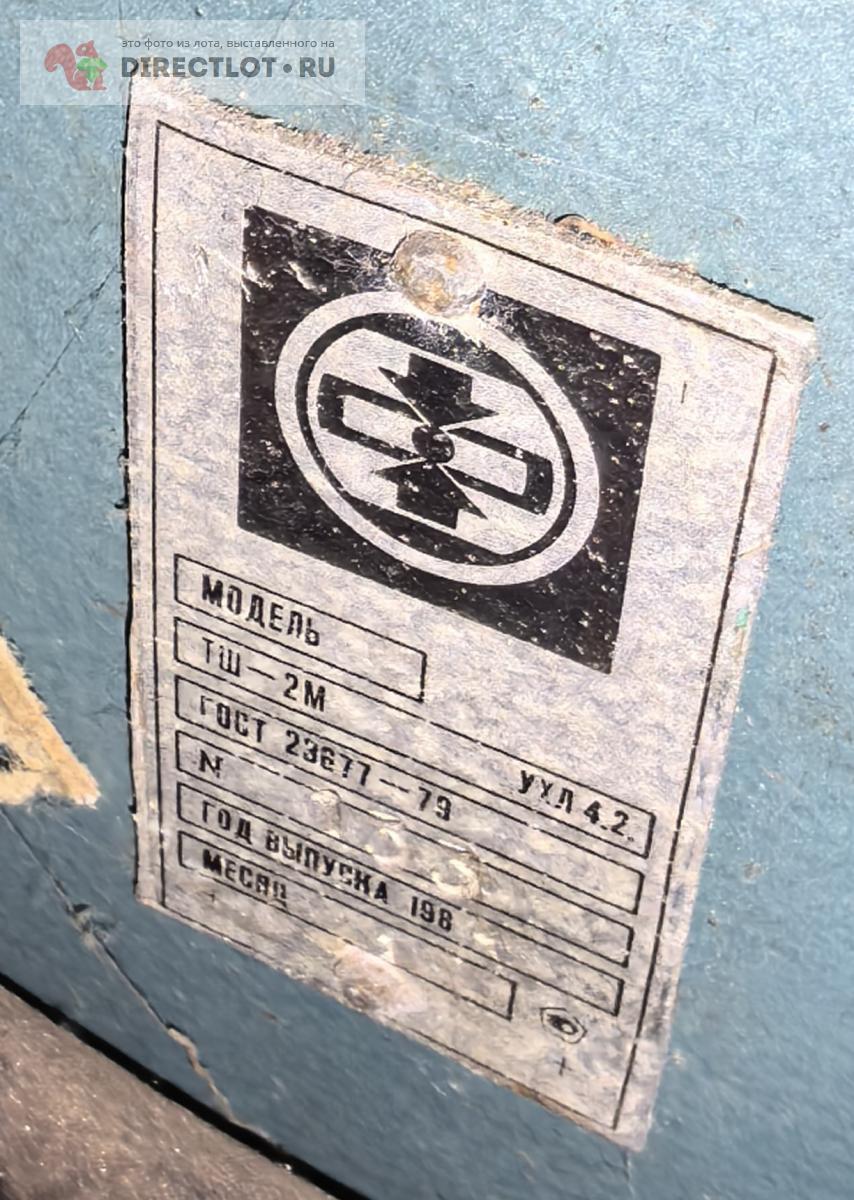 это фото из лота, выставленного на
DIRECTLOT•RU
МОДЕЛЬ
ТШ—2М УХЛ 4.2.
ГОСТ 23677—79
N
ГОД ВЫПУСКА 198
МЕСЯЦ